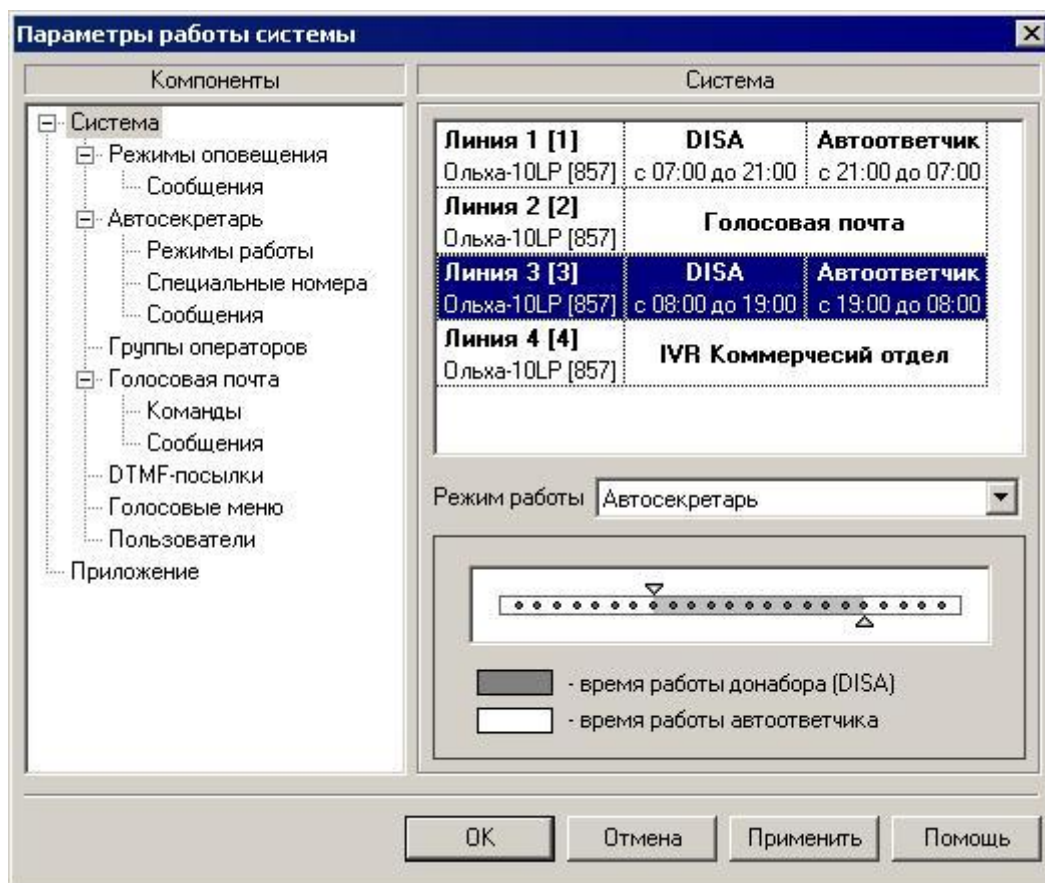 Параметры работы системы
Компоненты
Система
Режимы оповещения
Сообщения
Автосекретарь
Режимы работы
Специальные номера
Сообщения
Группы операторов
Голосовая почта
Команды
Сообщения
DTMF-посылки
Голосовые меню
Пользователи
Приложение
Система
Линия 1 [1] DISA Автоответчик
Ольха-10LP [857] с 07:00 до 21:00 с 21:00 до 07:00
Линия 2 [2] Голосовая почта
Ольха-10LP [857]
Линия 3 [3] DISA Автоответчик
Ольха-10LP [857] с 08:00 до 19:00 с 19:00 до 08:00
Линия 4 [4] IVR Коммерчесий отдел
Ольха-10LP [857]
Режим работы Автосекретарь
- время работы донабора (DISA)
- время работы автоответчика
OK Отмена Применить Помощь